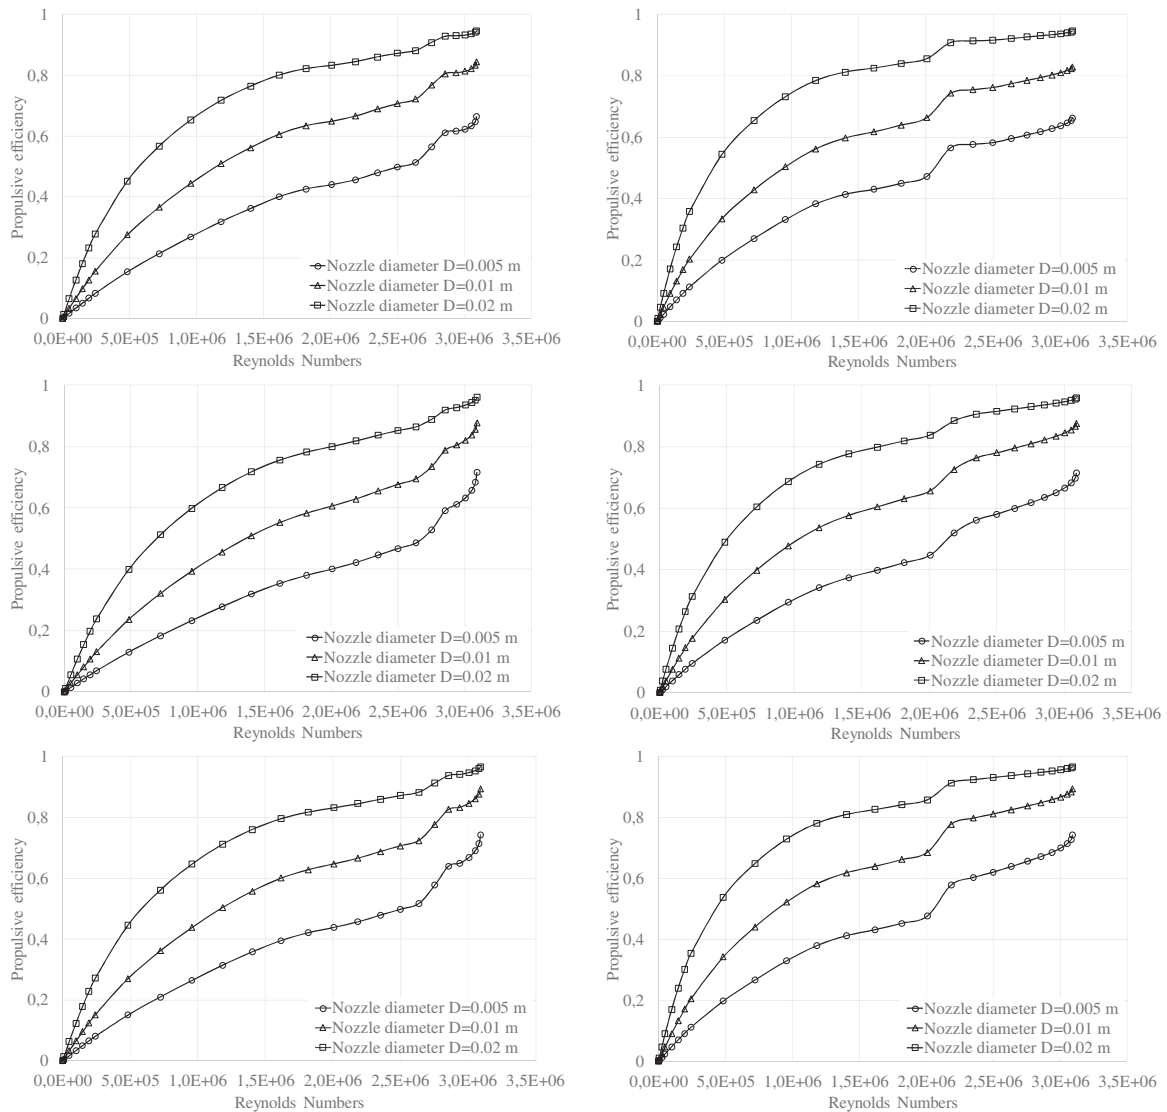 1
0,8
0,6
0,4
0,2
0
Propulsive efficiency
Nozzle diameter D=0.005 m
Nozzle diameter D=0.01 m
Nozzle diameter D=0.02 m
0,0E+00 5,0E+05 1,0E+06 1,5E+06 2,0E+06 2,5E+06 3,0E+06 3,5E+06
Reynolds Numbers
1
0,8
0,6
0,4
0,2
0
Propulsive efficiency
Nozzle diameter D=0.005 m
Nozzle diameter D=0.01 m
Nozzle diameter D=0.02 m
0,0E+00 5,0E+05 1,0E+06 1,5E+06 2,0E+06 2,5E+06 3,0E+06 3,5E+06
Reynolds Numbers
1
0,8
0,6
0,4
0,2
0
Propulsive efficiency
Nozzle diameter D=0.005 m
Nozzle diameter D=0.01 m
Nozzle diameter D=0.02 m
0,0E+00 5,0E+05 1,0E+06 1,5E+06 2,0E+06 2,5E+06 3,0E+06 3,5E+06
Reynolds Numbers
1
0,8
0,6
0,4
0,2
0
Propulsive efficiency
Nozzle diameter D=0.005 m
Nozzle diameter D=0.01 m
Nozzle diameter D=0.02 m
0,0E+00 5,0E+05 1,0E+06 1,5E+06 2,0E+06 2,5E+06 3,0E+06 3,5E+06
Reynolds Numbers
1
0,8
0,6
0,4
0,2
0
Propulsive efficiency
Nozzle diameter D=0.005 m
Nozzle diameter D=0.01 m
Nozzle diameter D=0.02 m
0,0E+00 5,0E+05 1,0E+06 1,5E+06 2,0E+06 2,5E+06 3,0E+06 3,5E+06
Reynolds Numbers
1
0,8
0,6
0,4
0,2
0
Propulsive efficiency
Nozzle diameter D=0.005 m
Nozzle diameter D=0.01 m
Nozzle diameter D=0.02 m
0,0E+00 5,0E+05 1,0E+06 1,5E+06 2,0E+06 2,5E+06 3,0E+06 3,5E+06
Reynolds Numbers